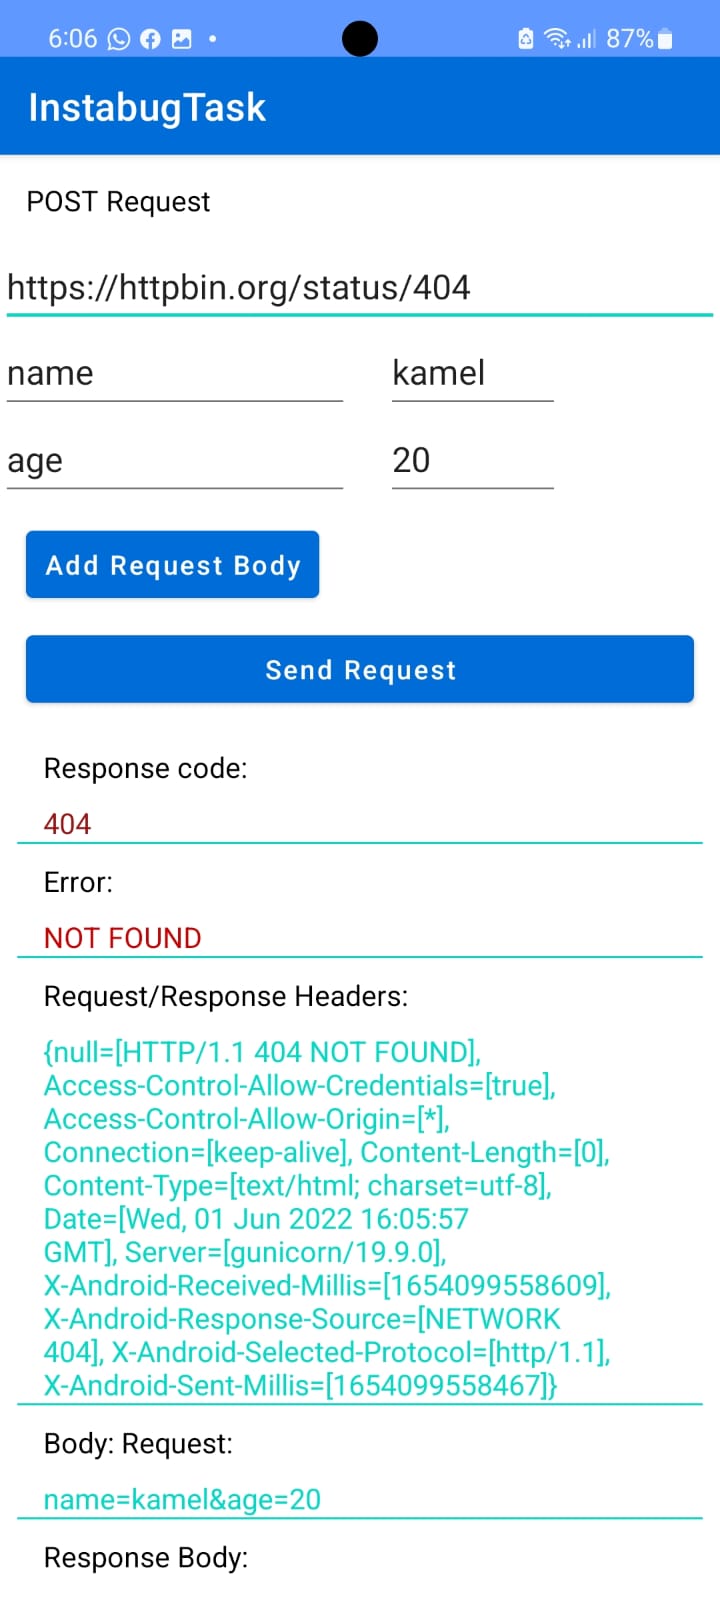 6:06
87%
InstabugTask
POST Request
https://httpbin.org/status/404
name kamel
age 20
Add Request Body
Send Request
Response code:
404
Error:
NOT FOUND
Request/Response Headers:
{null=[HTTP/1.1 404 NOT FOUND],
Access-Control-Allow-Credentials=[true],
Access-Control-Allow-Origin=[*],
Connection=[keep-alive], Content-Length=[0],
Content-Type=[text/html; charset=utf-8],
Date=[Wed, 01 Jun 2022 16:05:57
GMT], Server=[gunicorn/19.9.0],
X-Android-Received-Millis=[1654099558609],
X-Android-Response-Source=[NETWORK
404], X-Android-Selected-Protocol=[http/1.1],
X-Android-Sent-Millis=[1654099558467]}
Body: Request:
name=kamel&age=20
Response Body: